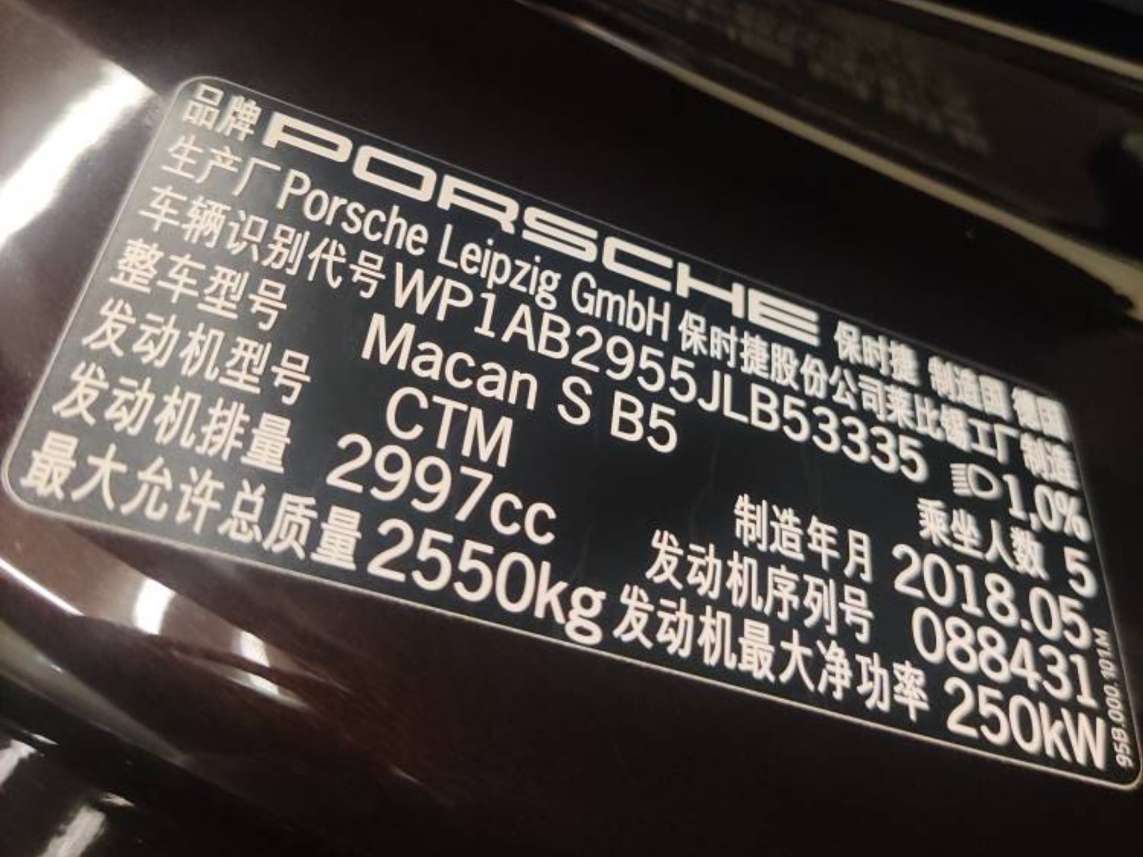 品牌 PORSCHE 保时捷 制造国 德国
生产厂 Porsche Leipzig GmbH 保时捷股份公司莱比锡工厂制造
车辆识别代号 WP1AB2955JLB53335 1,0%
整车型号 Macan S B5 乘坐人数 5
发动机型号 CTM 制造年月 2018.05
发动机排量 2997cc 发动机序列号 088431
最大允许总质量 2550kg 发动机最大净功率 250kW
95B.000.101.M